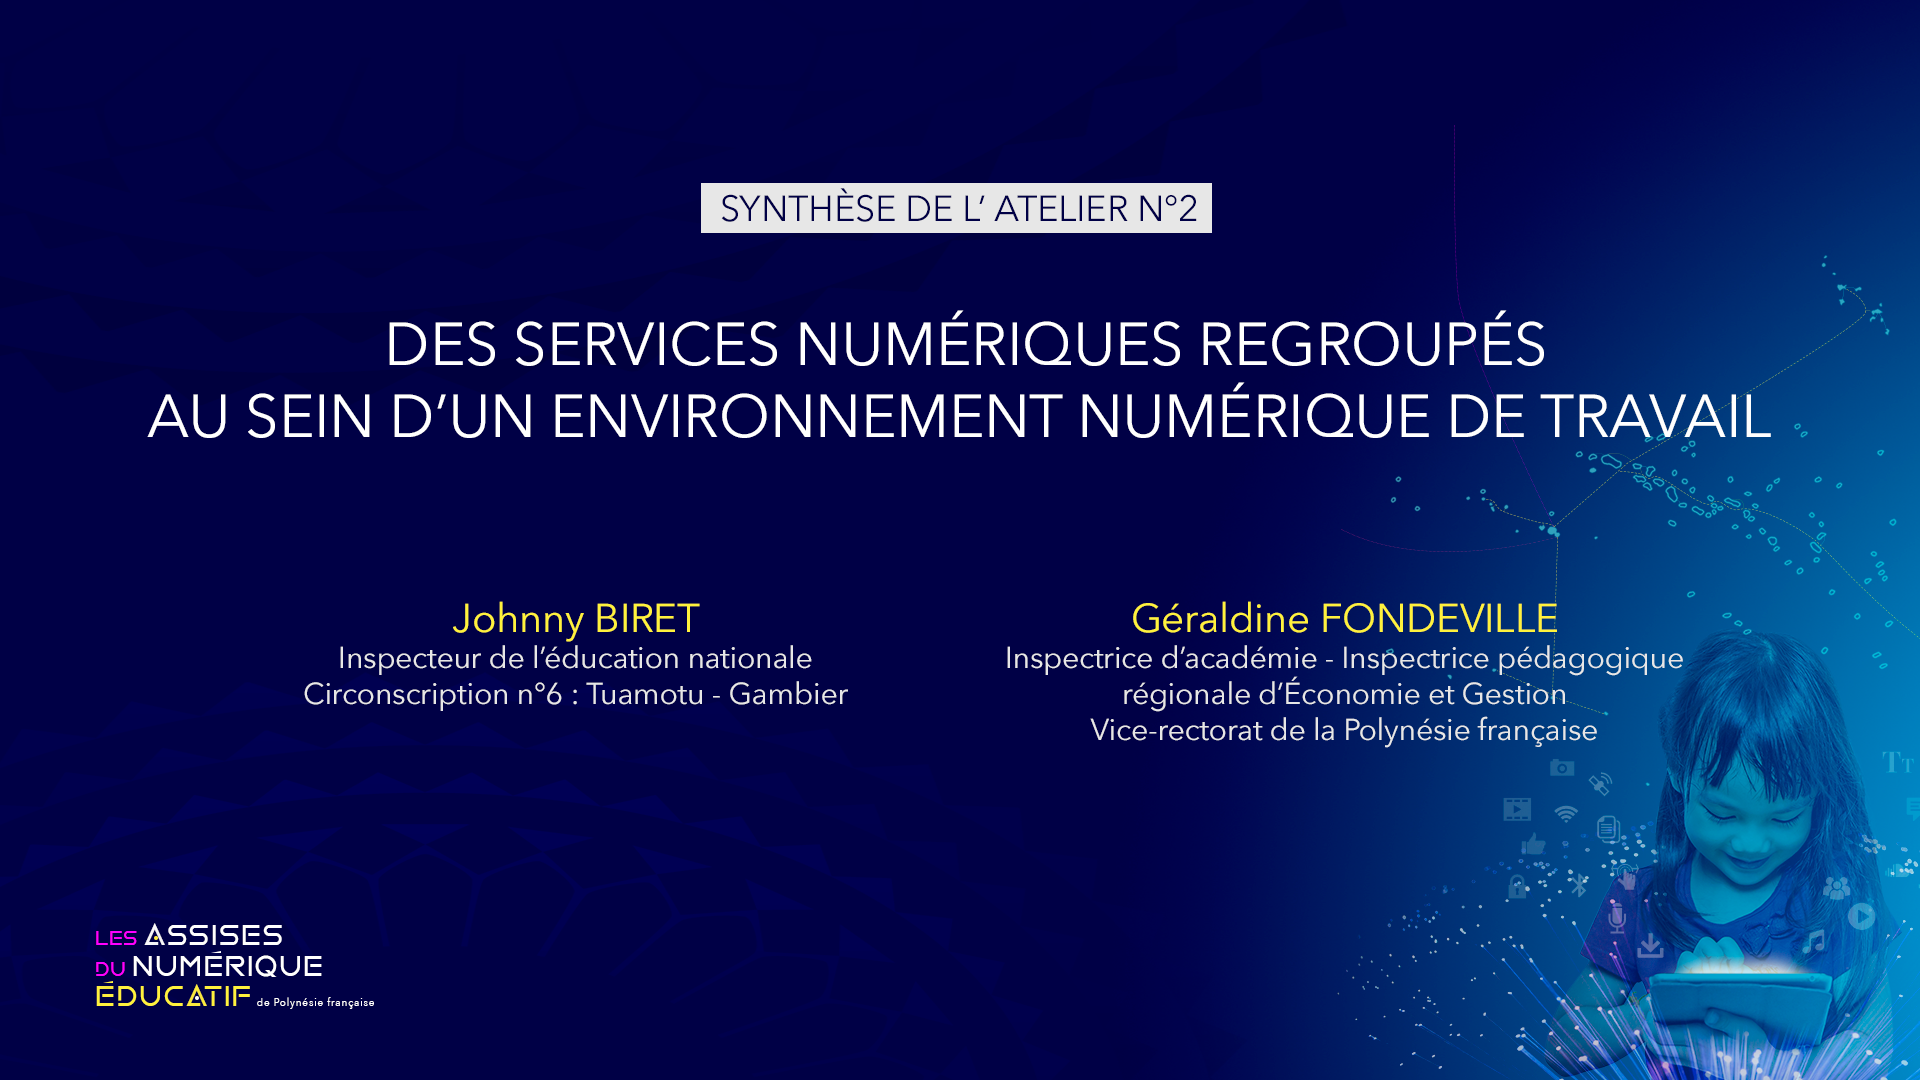 SYNTHÈSE DE L’ ATELIER N°2
DES SERVICES NUMÉRIQUES REGROUPÉS
AU SEIN D’UN ENVIRONNEMENT NUMÉRIQUE DE TRAVAIL
Johnny BIRET
Inspecteur de l’éducation nationale
Circonscription n°6 : Tuamotu - Gambier
Géraldine FONDEVILLE
Inspectrice d’académie - Inspectrice pédagogique
régionale d’Économie et Gestion
Vice-rectorat de la Polynésie française
Tt
LES ASSISES
DU NUMÉRIQUE
ÉDUCATIF de Polynésie française